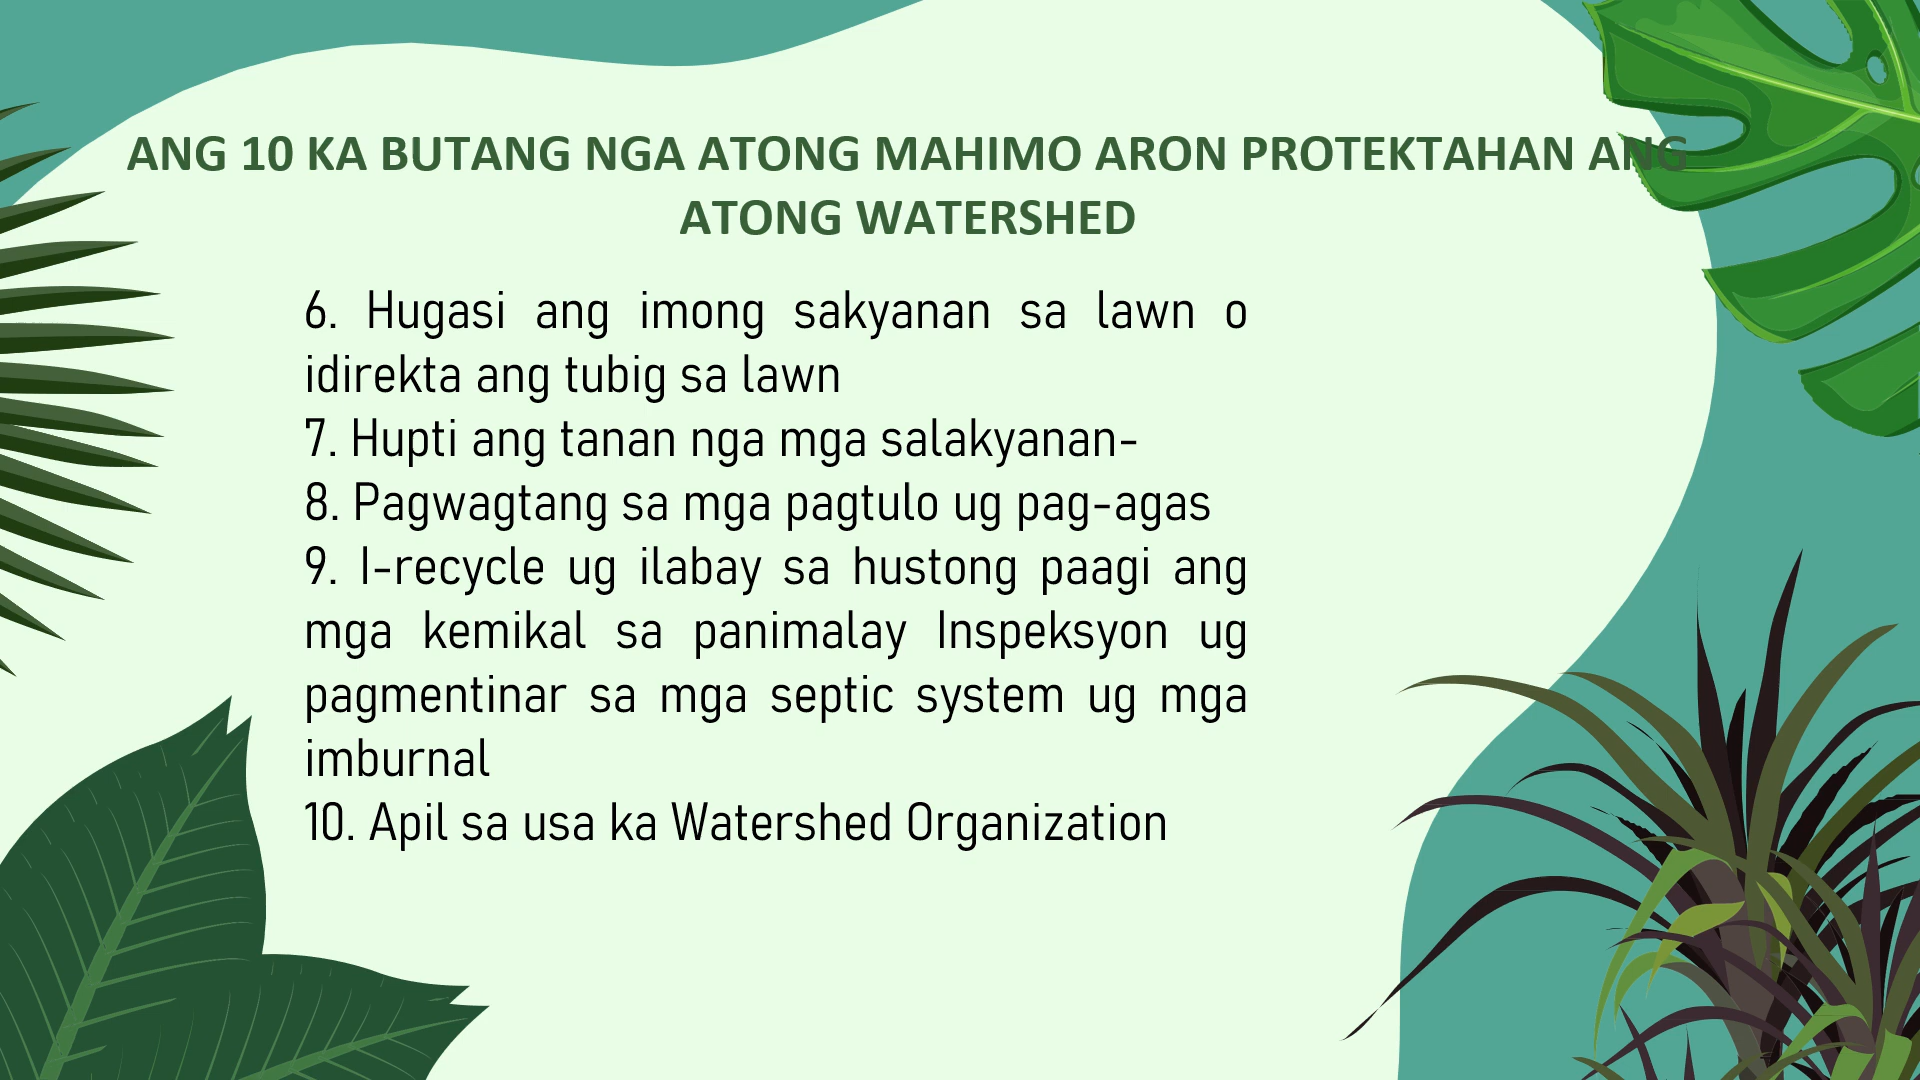 ANG 10 KA BUTANG NGA ATONG MAHIMO ARON PROTEKTAHAN ANG
ATONG WATERSHED
6. Hugasi ang imong sakyanan sa lawn o
idirekta ang tubig sa lawn
7. Hupti ang tanan nga mga salakyanan-
8. Pagwagtang sa mga pagtulo ug pag-agas
9. I-recycle ug ilabay sa hustong paagi ang
mga kemikal sa panimalay Inspeksyon ug
pagmentinar sa mga septic system ug mga
imburnal
10. Apil sa usa ka Watershed Organization